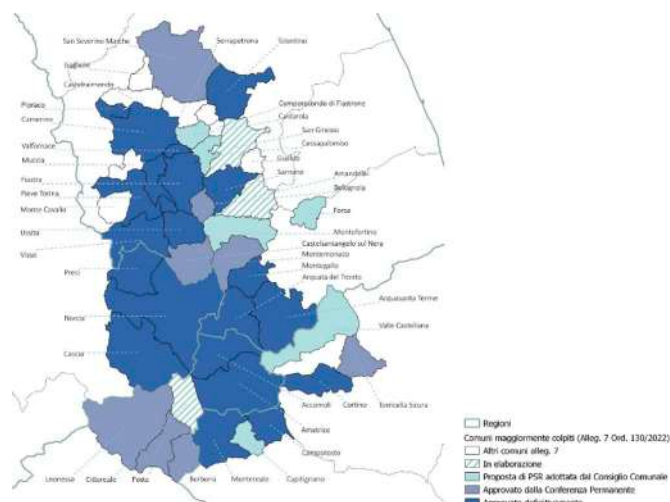 San Severino Marche
Serrapetrona
Tolentino
Gagliole
Castelraimondo
Pioraco
Camerino
Camporotondo di Fiastrone
Caldarola
San Ginesio
Cessapalombo
Valfornace
Muccia
Gualdo
Sarnano
Fiastra
Amandola
Pieve Torina
Bolognola
Monte Cavallo
Force
Ussita
Montefortino
Castelsantangelo sul Nera
Visso
Montemonaco
Montegallo
Preci
Arquata del Tronto
Acquasanta Terme
Norcia
Valle Castellana
Cascia
Accumoli
Cortino
Torricella Sicura
Amatrice
Campotosto
Leonessa
Cittareale
Posta
Borbona
Montereale
Capitignano
Regioni
Comuni maggiormente colpiti (Alleg. 7 Ord. 130/2022)
Altri comuni alleg. 7
In elaborazione
Proposta di PSR adottata dal Consiglio Comunale
Approvato dalla Conferenza Permanente
Approvato definitivamente